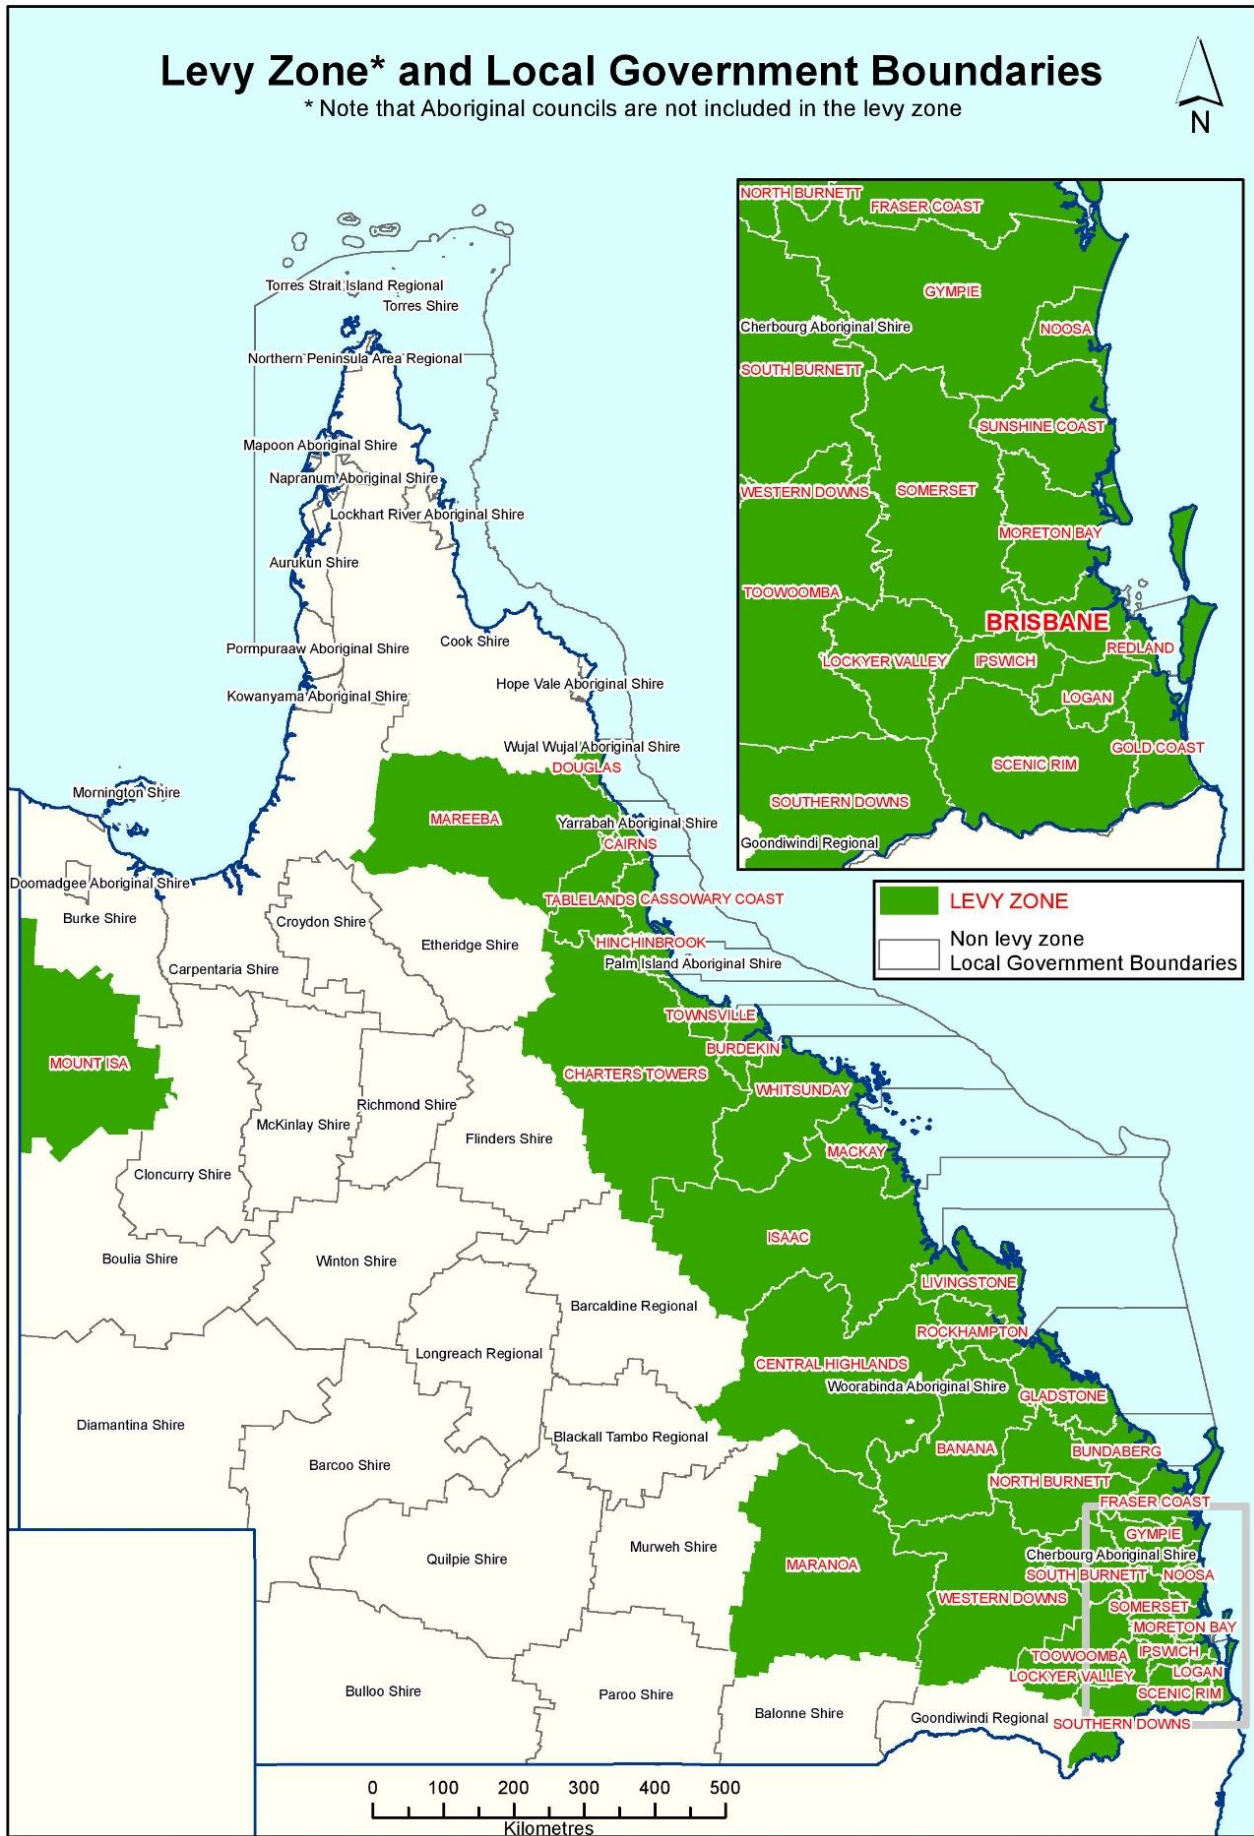 Levy Zone* and Local Government Boundaries
* Note that Aboriginal councils are not included in the levy zone
N
NORTH BURNETT
FRASER COAST
GYMPIE
Cherbourg Aboriginal Shire
NOOSA
SOUTH BURNETT
SUNSHINE COAST
WESTERN DOWNS
SOMERSET
MORETON BAY
TOOWOOMBA
BRISBANE
REDLAND
LOCKYER VALLEY
IPSWICH
LOGAN
GOLD COAST
SCENIC RIM
SOUTHERN DOWNS
Goondiwindi Regional
LEVY ZONE
Non levy zone
Local Government Boundaries
Torres Strait Island Regional
Torres Shire
Northern Peninsula Area Regional
Mapoon Aboriginal Shire
Napranum Aboriginal Shire
Lockhart River Aboriginal Shire
Aurukun Shire
Pormpuraaw Aboriginal Shire
Cook Shire
Kowanyama Aboriginal Shire
Hope Vale Aboriginal Shire
Wujal Wujal Aboriginal Shire
DOUGLAS
Mornington Shire
MAREEBA
Yarrabah Aboriginal Shire
CAIRNS
Doomadgee Aboriginal Shire
Burke Shire
Croydon Shire
TABLELANDS
CASSOWARY COAST
Etheridge Shire
HINCHINBROOK
Palm Island Aboriginal Shire
Carpentaria Shire
TOWNSVILLE
BURDEKIN
MOUNT ISA
CHARTERS TOWERS
WHITSUNDAY
Richmond Shire
McKinlay Shire
Flinders Shire
MACKAY
Cloncurry Shire
ISAAC
Boulia Shire
Winton Shire
LIVINGSTONE
Barcaldine Regional
ROCKHAMPTON
Longreach Regional
CENTRAL HIGHLANDS
Woorabinda Aboriginal Shire
GLADSTONE
Diamantina Shire
Blackall Tambo Regional
BANANA
BUNDABERG
Barcoo Shire
NORTH BURNETT
FRASER COAST
GYMPIE
Quilpie Shire
Murweh Shire
Cherbourg Aboriginal Shire
MARANOA
SOUTH BURNETT
NOOSA
WESTERN DOWNS
SOMERSET
MORETON BAY
TOOWOOMBA
IPSWICH
LOCKYER VALLEY
LOGAN
Bulloo Shire
Paroo Shire
SCENIC RIM
Balonne Shire
Goondiwindi Regional
SOUTHERN DOWNS
0 100 200 300 400 500
Kilometres